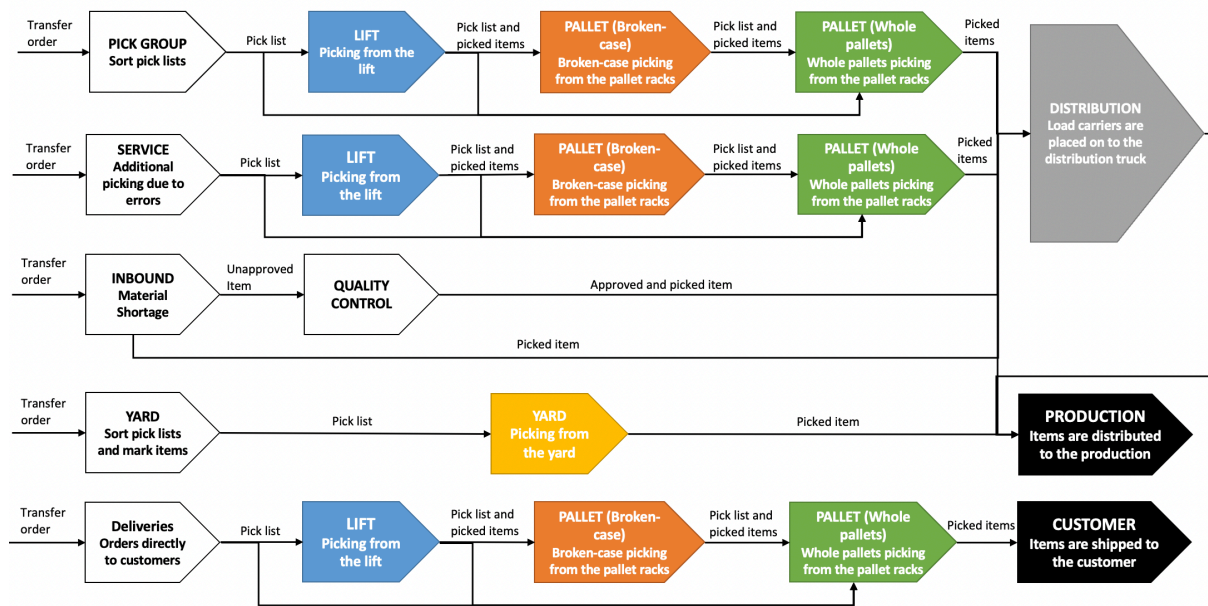 Transfer
order
PICK GROUP
Sort pick lists
Pick list
LIFT
Picking from the
lift
Pick list and
picked items
PALLET (Broken-
case)
Broken-case picking
from the pallet racks
Pick list and
picked items
PALLET (Whole
pallets)
Whole pallets picking
from the pallet racks
Picked
items
DISTRIBUTION
Load carriers are
placed on to the
distribution truck
Transfer
order
SERVICE
Additional
picking due to
errors
Pick list
LIFT
Picking from
the lift
Pick list and
picked items
PALLET (Broken-
case)
Broken-case picking
from the pallet racks
Pick list and
picked items
PALLET (Whole
pallets)
Whole pallets picking
from the pallet racks
Picked
items
Transfer
order
INBOUND
Material
Shortage
Unapproved
Item
QUALITY
CONTROL
Approved and picked item
Picked item
Transfer
order
YARD
Sort pick lists
and mark items
Pick list
YARD
Picking from
the yard
Picked item
PRODUCTION
Items are distributed
to the production
Transfer
order
Deliveries
Orders directly
to customers
Pick list
LIFT
Picking from
the lift
Pick list and
picked items
PALLET (Broken-
case)
Broken-case picking
from the pallet racks
Pick list and
picked items
PALLET (Whole
pallets)
Whole pallets picking
from the pallet racks
Picked items
CUSTOMER
Items are shipped to
the customer